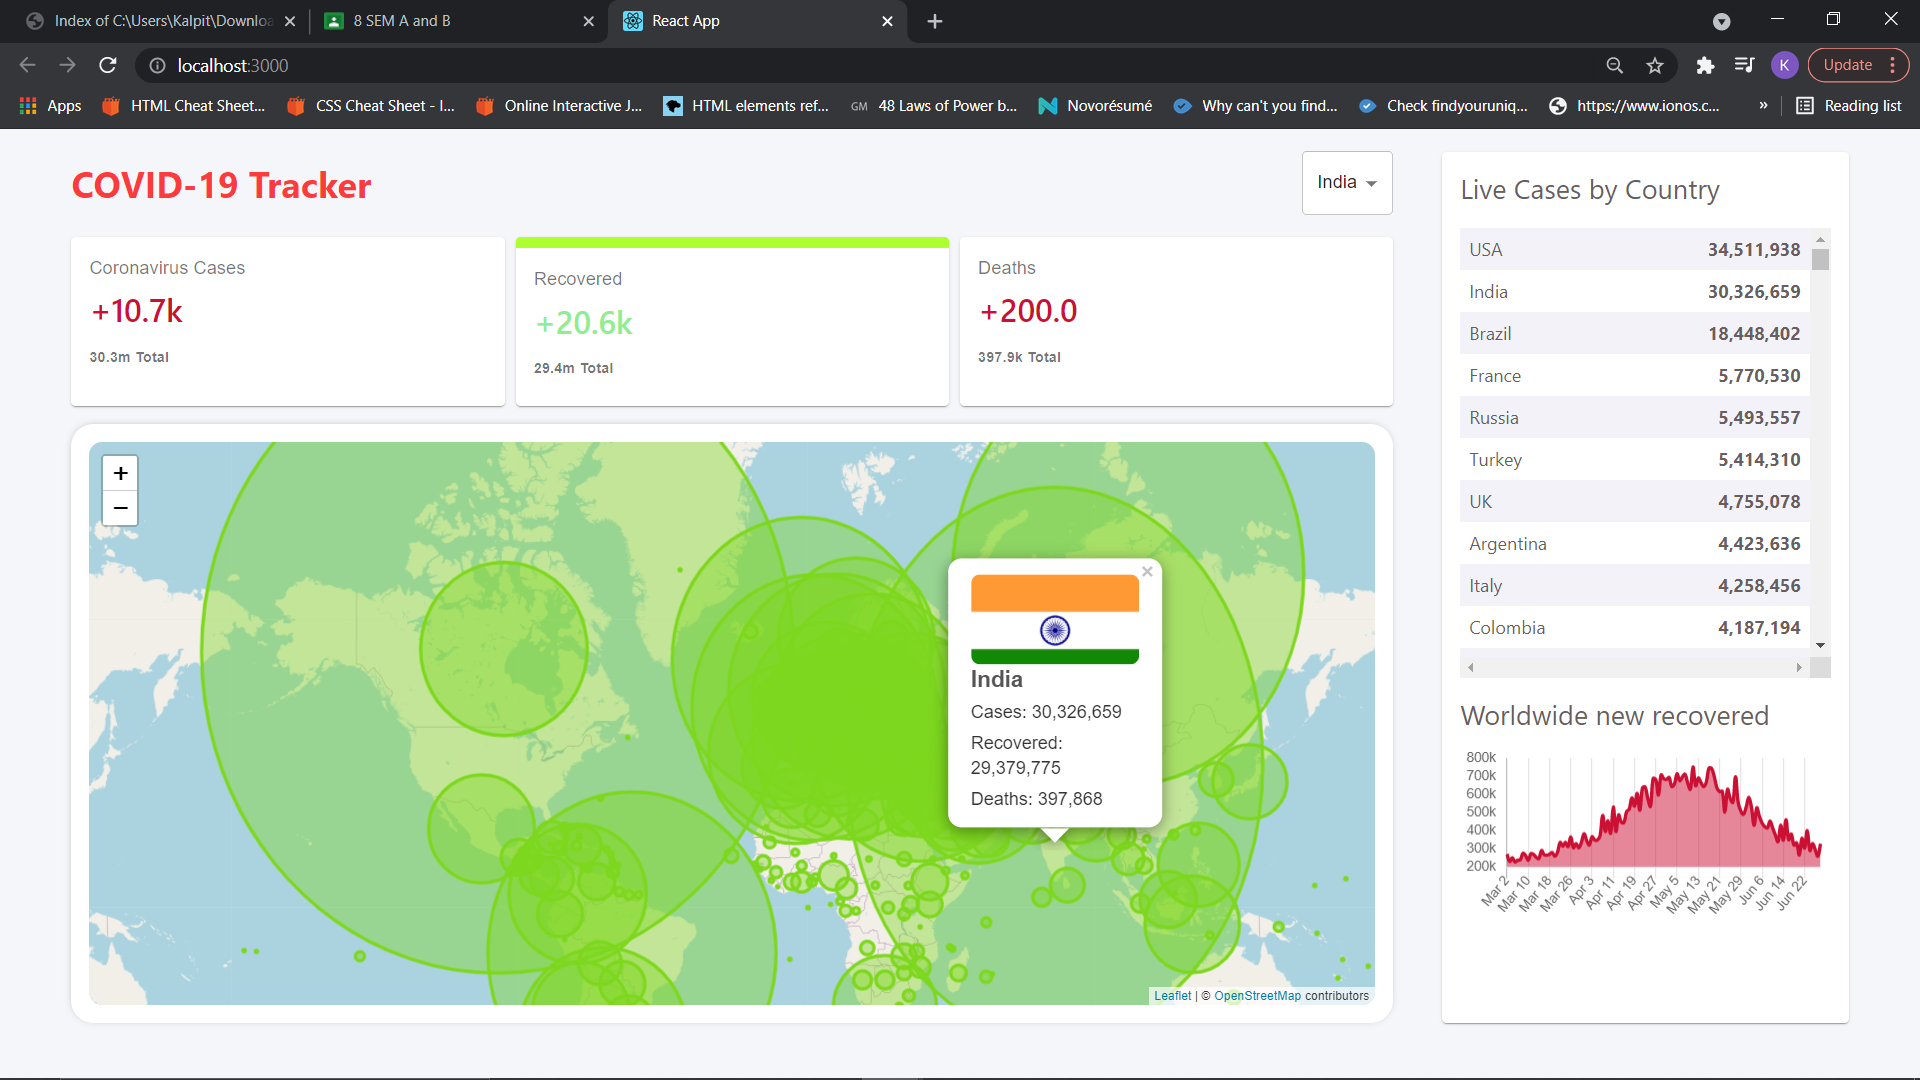 Index of C:\Users\Kalpit\Downloa
8 SEM A and B
React App
localhost:3000
K
Update
Apps
HTML Cheat Sheet...
CSS Cheat Sheet - I...
Online Interactive J...
HTML elements ref...
GM
48 Laws of Power b...
N
Novorésumé
Why can't you find...
Check findyouruniq...
https://www.ionos.c...
»
Reading list
COVID-19 Tracker
India
Coronavirus Cases
+10.7k
30.3m Total
Recovered
+20.6k
29.4m Total
Deaths
+200.0
397.9k Total
+
−
×
India
Cases: 30,326,659
Recovered:
29,379,775
Deaths: 397,868
Leaflet | © OpenStreetMap contributors
Live Cases by Country
USA 34,511,938
India 30,326,659
Brazil 18,448,402
France 5,770,530
Russia 5,493,557
Turkey 5,414,310
UK 4,755,078
Argentina 4,423,636
Italy 4,258,456
Colombia 4,187,194
Worldwide new recovered
800k
700k
600k
500k
400k
300k
200k
Mar 2
Mar 10
Mar 18
Mar 26
Apr 3
Apr 11
Apr 19
Apr 27
May 5
May 13
May 21
May 29
Jun 6
Jun 14
Jun 22